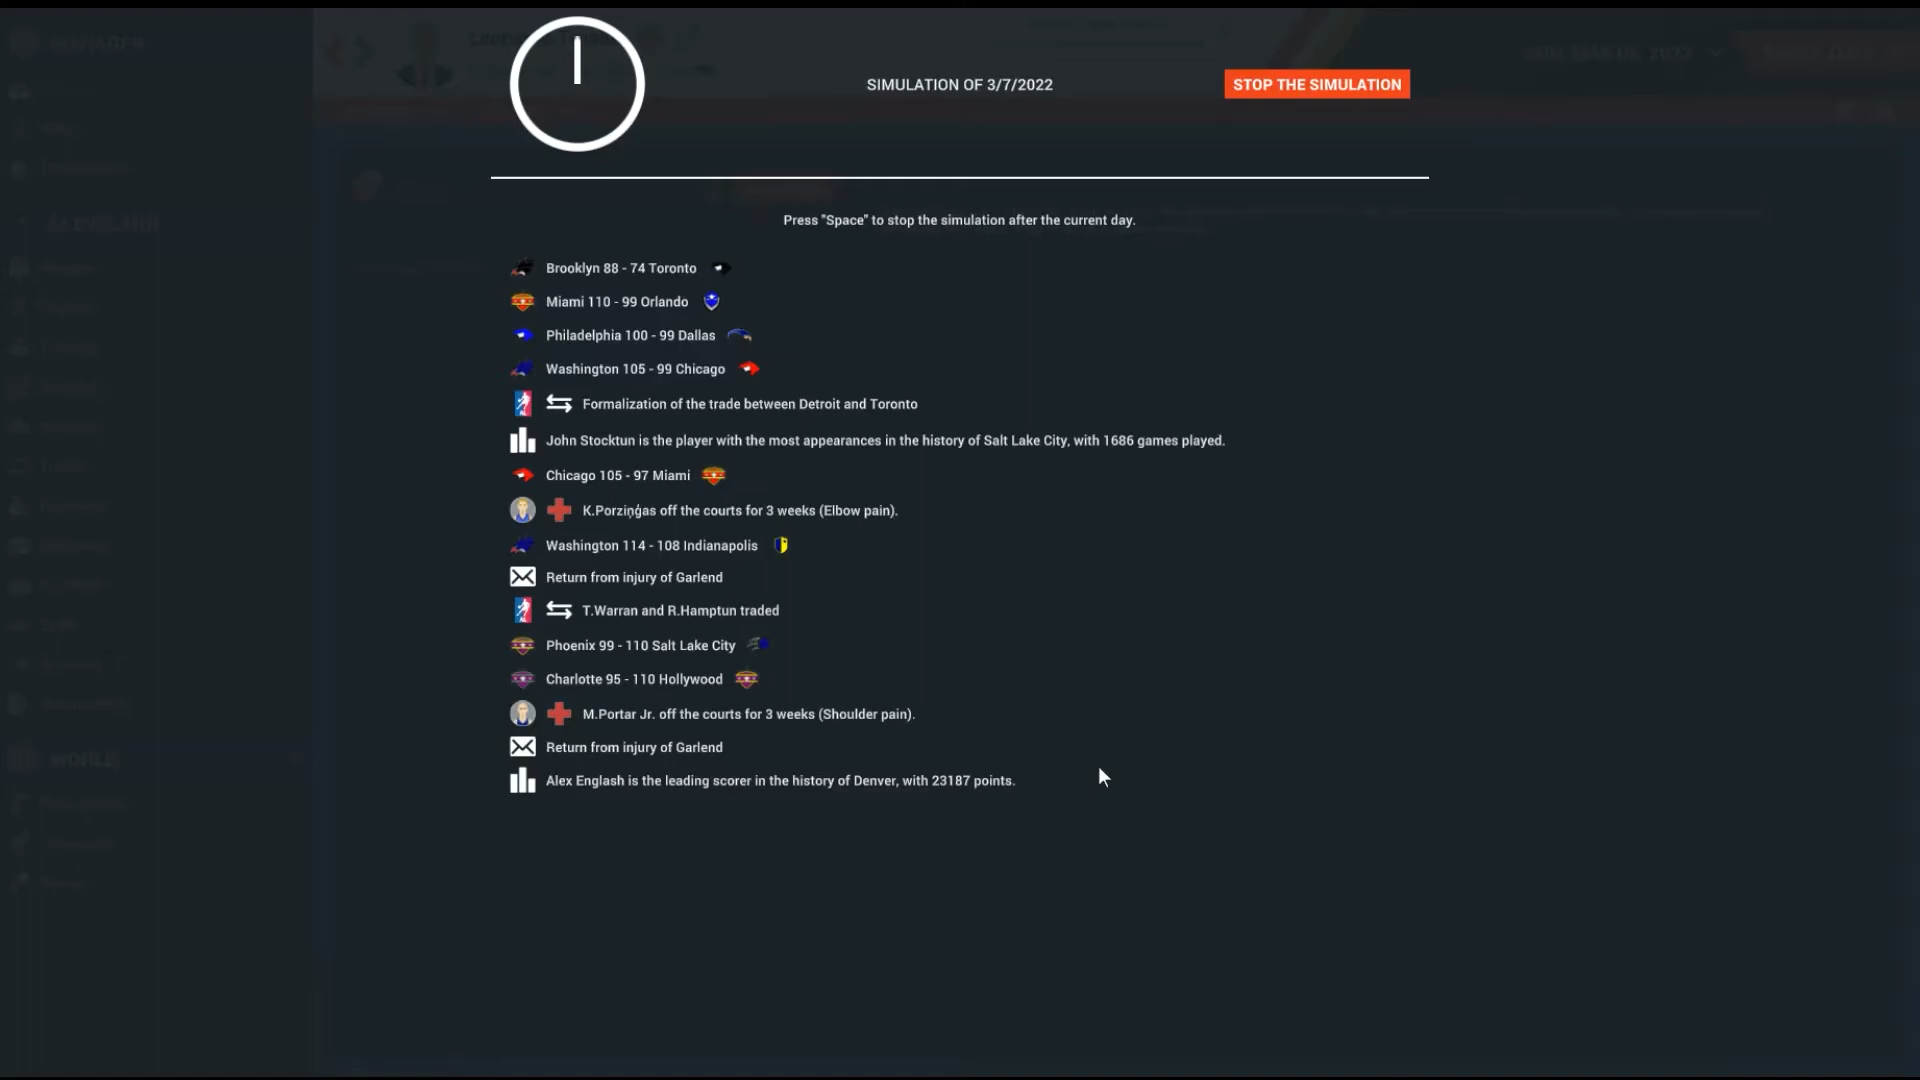 SIMULATION OF 3/7/2022
STOP THE SIMULATION
Press "Space" to stop the simulation after the current day.
Brooklyn 88 - 74 Toronto
Miami 110 - 99 Orlando
Philadelphia 100 - 99 Dallas
Washington 105 - 99 Chicago
Formalization of the trade between Detroit and Toronto
John Stocktun is the player with the most appearances in the history of Salt Lake City, with 1686 games played.
Chicago 105 - 97 Miami
K.Porziņģas off the courts for 3 weeks (Elbow pain).
Washington 114 - 108 Indianapolis
Return from injury of Garlend
T.Warran and R.Hamptun traded
Phoenix 99 - 110 Salt Lake City
Charlotte 95 - 110 Hollywood
M.Portar Jr. off the courts for 3 weeks (Shoulder pain).
Return from injury of Garlend
Alex Englash is the leading scorer in the history of Denver, with 23187 points.
MANAGER
WORLD